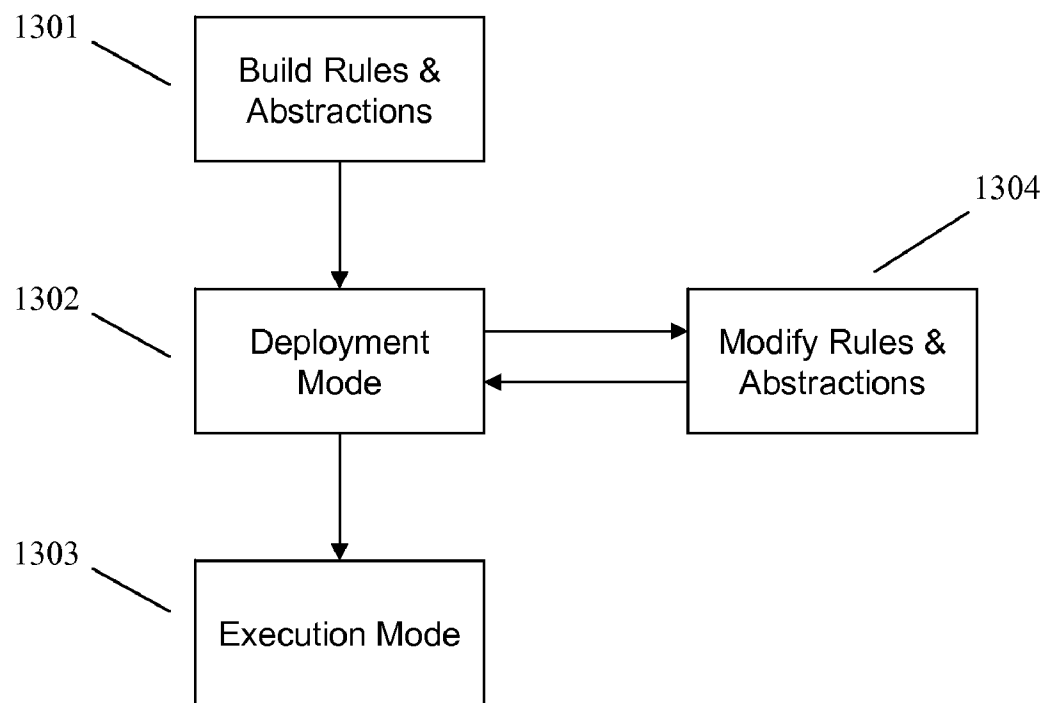 1301
Build Rules &
Abstractions
1304
1302
Deployment
Mode
Modify Rules &
Abstractions
1303
Execution Mode